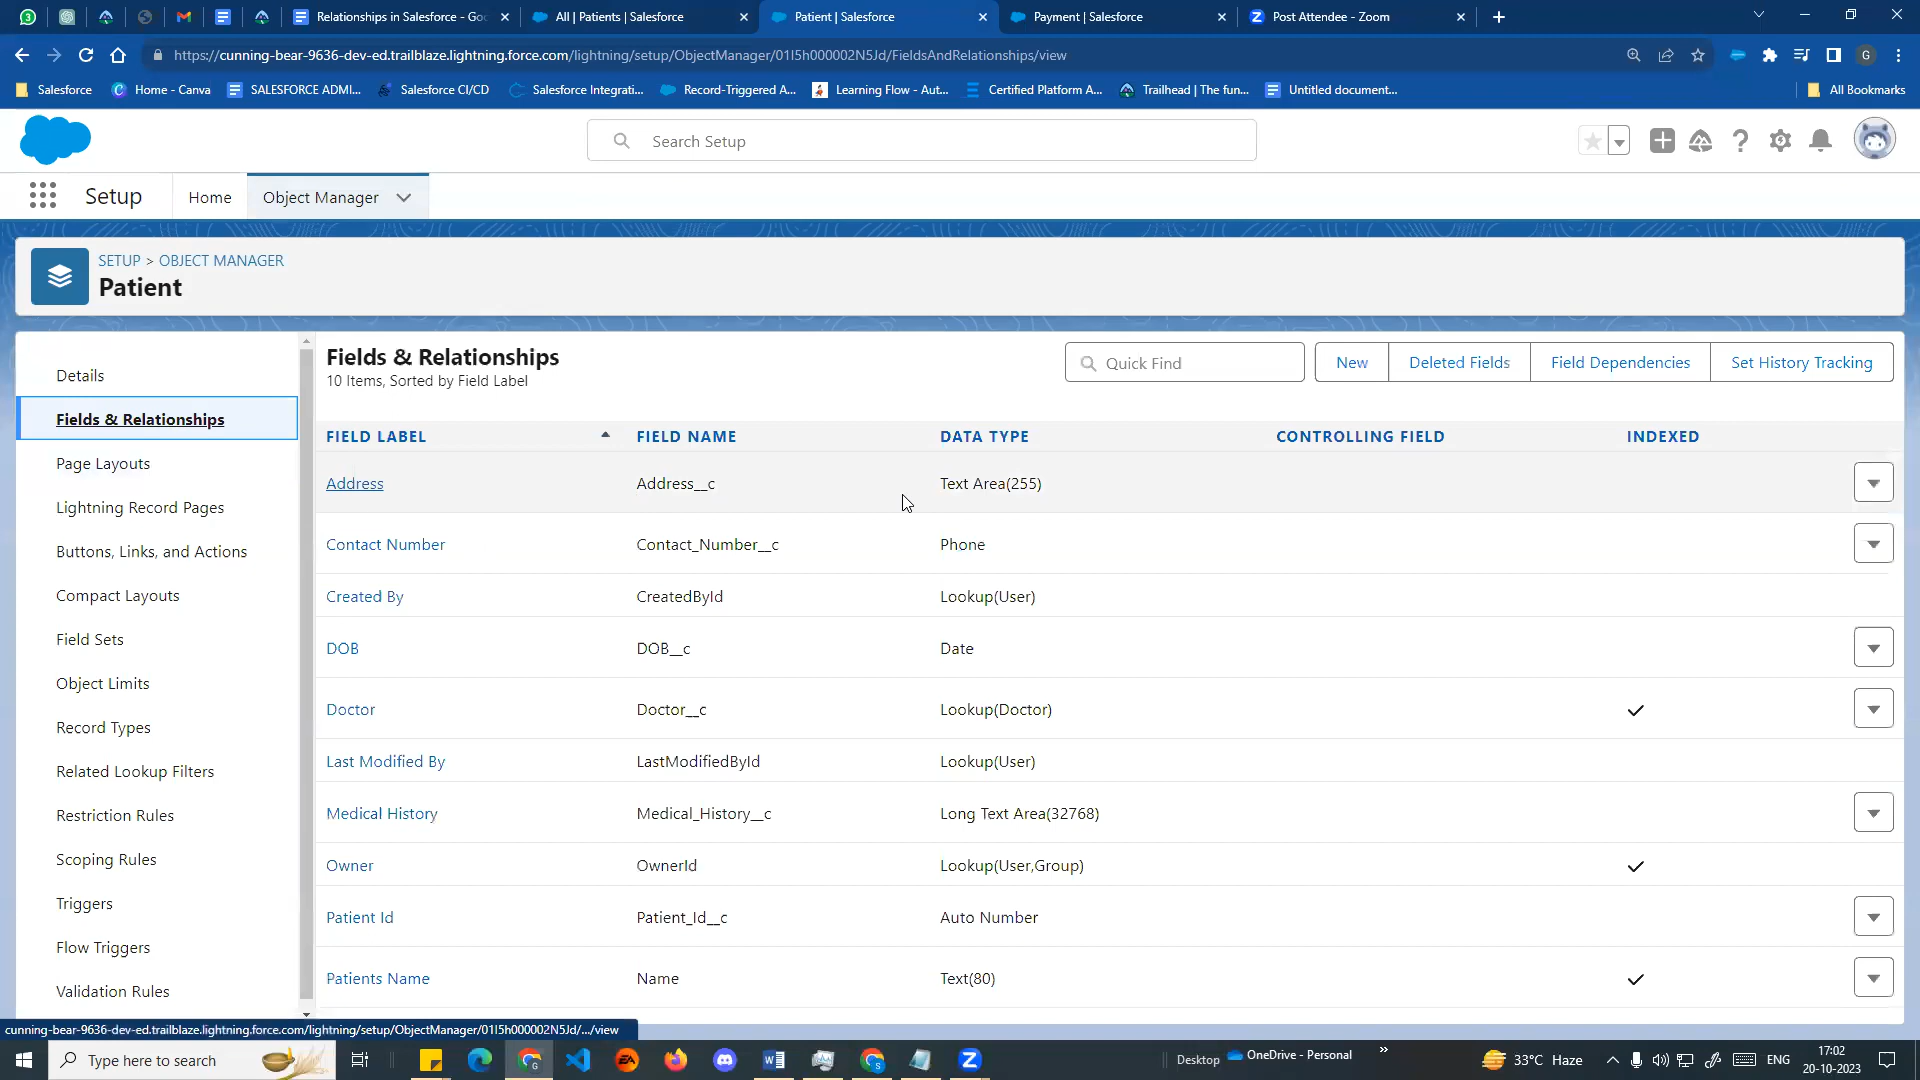 Relationships in Salesforce - Goo
All | Patients | Salesforce
Patient | Salesforce
Payment | Salesforce
Post Attendee - Zoom
https://cunning-bear-9636-dev-ed.trailblaze.lightning.force.com/lightning/setup/ObjectManager/01I5h000002N5Jd/FieldsAndRelationships/view
G
Salesforce
Home - Canva
SALESFORCE ADMI...
Salesforce CI/CD
Salesforce Integrati...
Record-Triggered A...
Learning Flow - Aut...
Certified Platform A...
Trailhead | The fun...
Untitled document...
All Bookmarks
Search Setup
Setup
Home
Object Manager
SETUP > OBJECT MANAGER
Patient
Details
Fields & Relationships
Page Layouts
Lightning Record Pages
Buttons, Links, and Actions
Compact Layouts
Field Sets
Object Limits
Record Types
Related Lookup Filters
Restriction Rules
Scoping Rules
Triggers
Flow Triggers
Validation Rules
Fields & Relationships
10 Items, Sorted by Field Label
Quick Find
New
Deleted Fields
Field Dependencies
Set History Tracking
FIELD LABEL FIELD NAME DATA TYPE CONTROLLING FIELD INDEXED
Address Address__c Text Area(255)
Contact Number Contact_Number__c Phone
Created By CreatedById Lookup(User)
DOB DOB__c Date
Doctor Doctor__c Lookup(Doctor)
Last Modified By LastModifiedById Lookup(User)
Medical History Medical_History__c Long Text Area(32768)
Owner OwnerId Lookup(User,Group)
Patient Id Patient_Id__c Auto Number
Patients Name Name Text(80)
cunning-bear-9636-dev-ed.trailblaze.lightning.force.com/lightning/setup/ObjectManager/01I5h000002N5Jd/.../view
Type here to search
Desktop
OneDrive - Personal
33°C Haze
ENG
17:02
20-10-2023